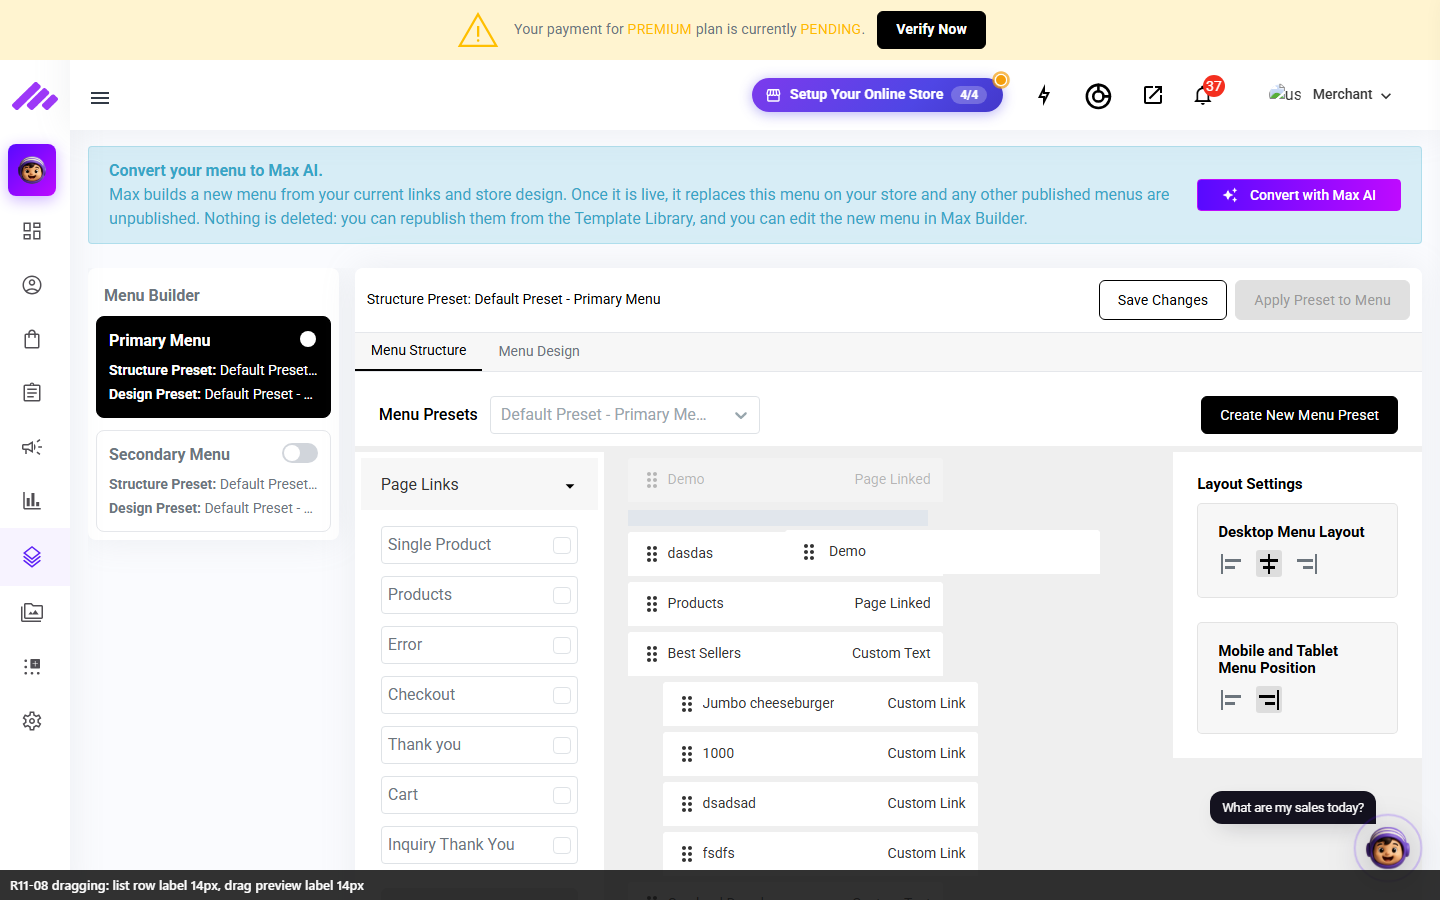 Your payment for PREMIUM plan is currently PENDING.
Verify Now
Setup Your Online Store 4/4
37
us
Merchant
Convert your menu to Max AI.
Max builds a new menu from your current links and store design. Once it is live, it replaces this menu on your store and any other published menus are
unpublished. Nothing is deleted: you can republish them from the Template Library, and you can edit the new menu in Max Builder.
Convert with Max AI
Menu Builder
Primary Menu
Structure Preset: Default Preset...
Design Preset: Default Preset - ...
Secondary Menu
Structure Preset: Default Preset...
Design Preset: Default Preset - ...
Structure Preset: Default Preset - Primary Menu
Save Changes
Apply Preset to Menu
Menu Structure
Menu Design
Menu Presets
Default Preset - Primary Me...
Create New Menu Preset
Page Links
Single Product
Products
Error
Checkout
Thank you
Cart
Inquiry Thank You
Demo Page Linked
dasdas
Demo
Products Page Linked
Best Sellers Custom Text
Jumbo cheeseburger Custom Link
1000 Custom Link
dsadsad Custom Link
fsdfs Custom Link
Layout Settings
Desktop Menu Layout
Mobile and Tablet
Menu Position
What are my sales today?
R11-08 dragging: list row label 14px, drag preview label 14px